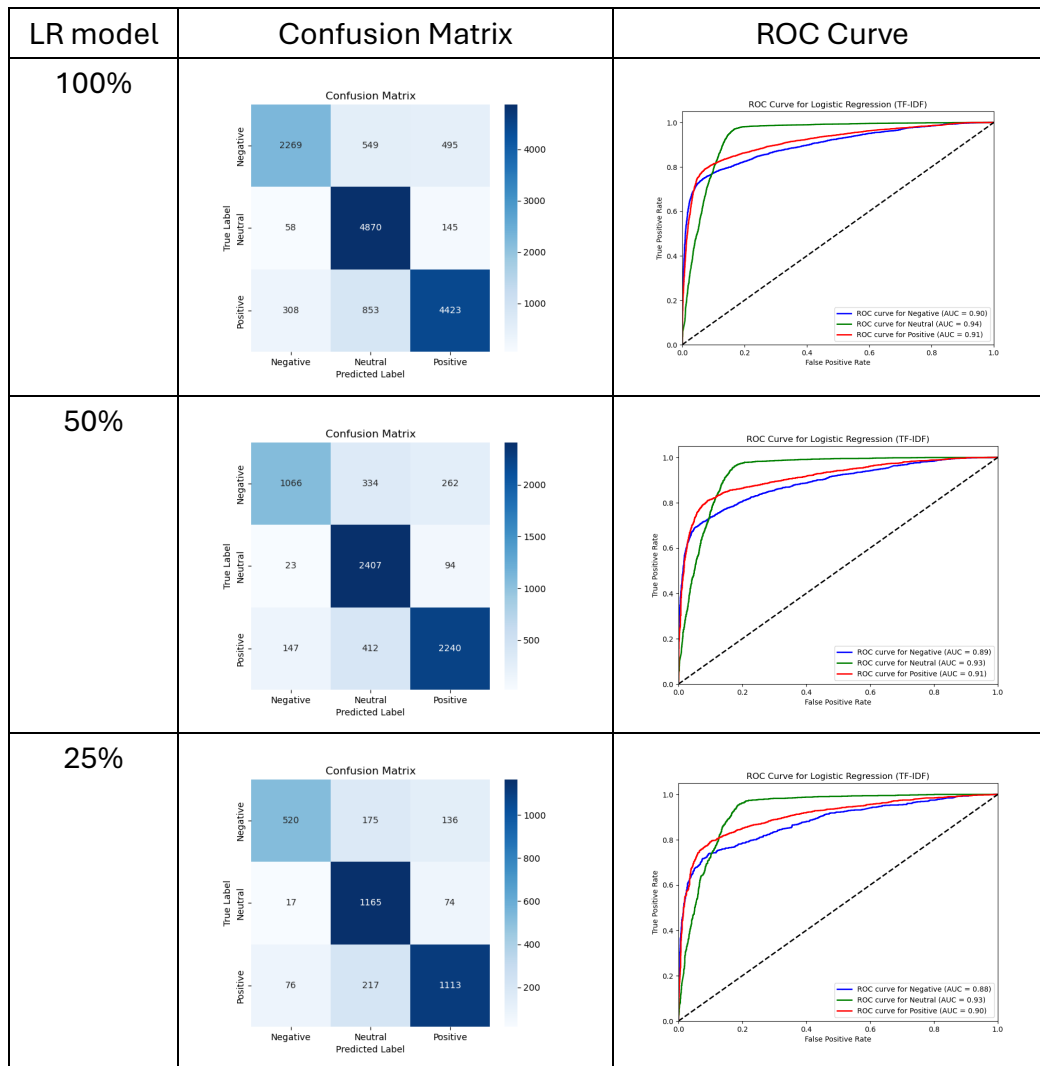 LR model
Confusion Matrix
ROC Curve
100%
Confusion Matrix
Negative
2269
549
495
True Label
Neutral
58
4870
145
Positive
308
853
4423
Negative
Neutral
Positive
Predicted Label
4000
3000
2000
1000
ROC Curve for Logistic Regression (TF-IDF)
True Positive Rate
1.0
0.8
0.6
0.4
0.2
0.0
ROC curve for Negative (AUC = 0.90)
ROC curve for Neutral (AUC = 0.94)
ROC curve for Positive (AUC = 0.91)
0.0
0.2
0.4
0.6
0.8
1.0
False Positive Rate
50%
Confusion Matrix
Negative
1066
334
262
True Label
Neutral
23
2407
94
Positive
147
412
2240
Negative
Neutral
Positive
Predicted Label
2000
1500
1000
500
ROC Curve for Logistic Regression (TF-IDF)
True Positive Rate
1.0
0.8
0.6
0.4
0.2
0.0
ROC curve for Negative (AUC = 0.89)
ROC curve for Neutral (AUC = 0.93)
ROC curve for Positive (AUC = 0.91)
0.0
0.2
0.4
0.6
0.8
1.0
False Positive Rate
25%
Confusion Matrix
Negative
520
175
136
True Label
Neutral
17
1165
74
Positive
76
217
1113
Negative
Neutral
Positive
Predicted Label
1000
800
600
400
200
ROC Curve for Logistic Regression (TF-IDF)
True Positive Rate
1.0
0.8
0.6
0.4
0.2
0.0
ROC curve for Negative (AUC = 0.88)
ROC curve for Neutral (AUC = 0.93)
ROC curve for Positive (AUC = 0.90)
0.0
0.2
0.4
0.6
0.8
1.0
False Positive Rate